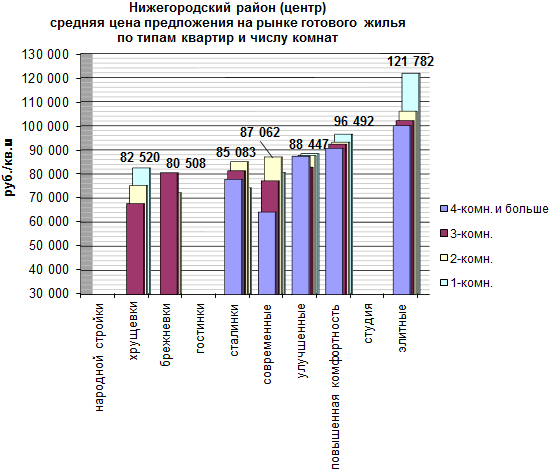 Нижегородский район (центр)
средняя цена предложения на рынке готового жилья
по типам квартир и числу комнат
руб./кв.м
130 000
120 000
110 000
100 000
90 000
80 000
70 000
60 000
50 000
40 000
30 000
82 520
80 508
85 083
87 062
88 447
96 492
121 782
народной стройки
хрущевки
брежневки
гостинки
сталинки
современные
улучшенные
повышенная комфортность
студия
элитные
4-комн. и больше
3-комн.
2-комн.
1-комн.